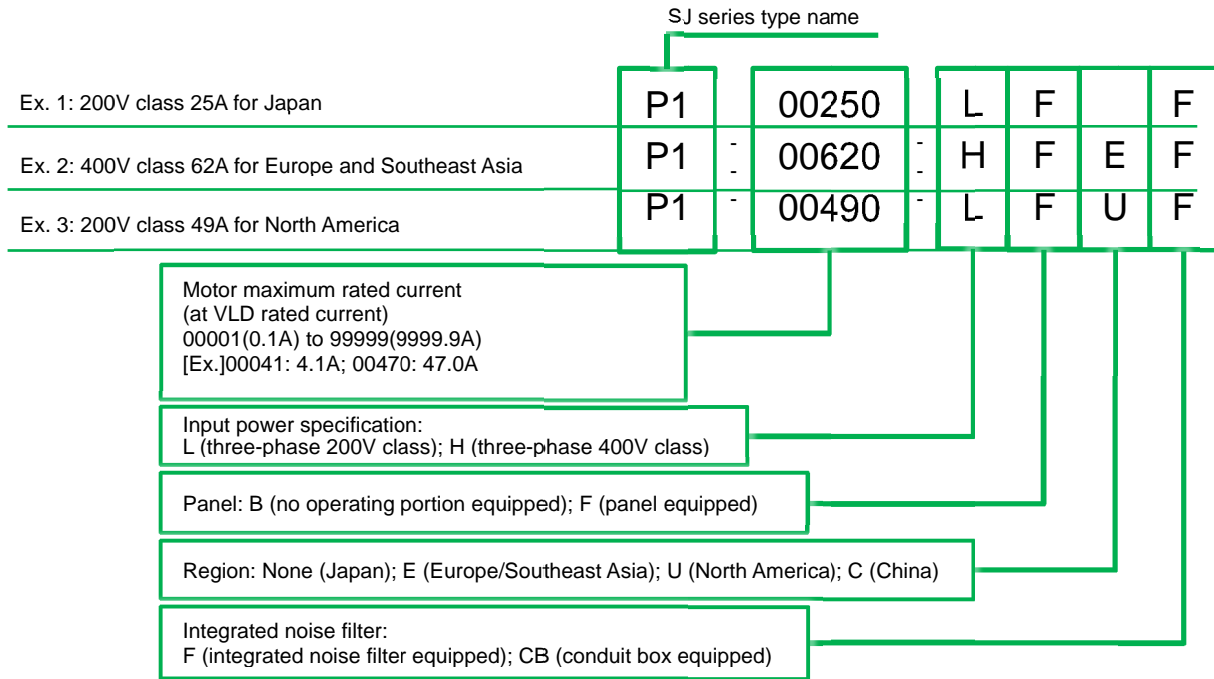 SJ series type name
Ex. 1: 200V class 25A for Japan P1 00250 L F F
Ex. 2: 400V class 62A for Europe and Southeast Asia P1 - 00620 - H F E F
Ex. 3: 200V class 49A for North America P1 - 00490 - L F U F
Motor maximum rated current
(at VLD rated current)
00001(0.1A) to 99999(9999.9A)
[Ex.]00041: 4.1A; 00470: 47.0A
Input power specification:
L (three-phase 200V class); H (three-phase 400V class)
Panel: B (no operating portion equipped); F (panel equipped)
Region: None (Japan); E (Europe/Southeast Asia); U (North America); C (China)
Integrated noise filter:
F (integrated noise filter equipped); CB (conduit box equipped)